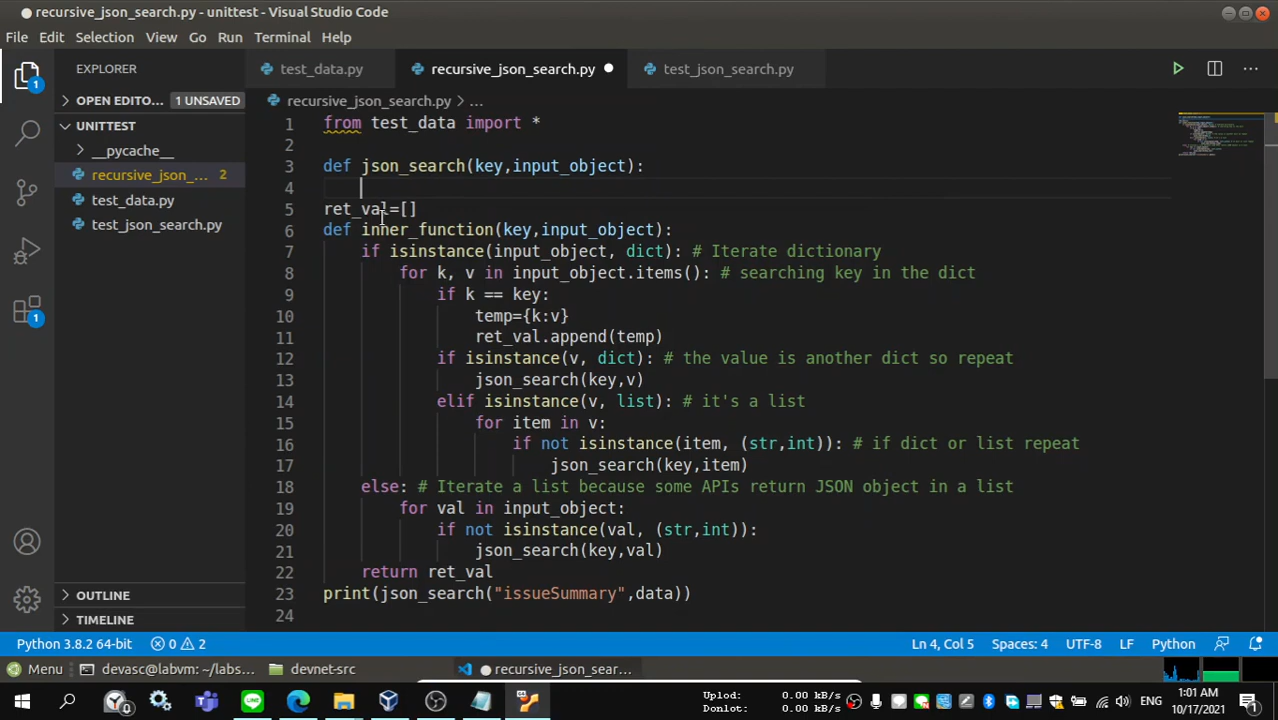 recursive_json_search.py - unittest - Visual Studio Code
File Edit Selection View Go Run Terminal Help
EXPLORER
test_data.py
recursive_json_search.py
test_json_search.py
OPEN EDITO... 1 UNSAVED
recursive_json_search.py > ...
UNITTEST
__pycache__
recursive_json_... 2
test_data.py
test_json_search.py
1
1
1 from test_data import *
2
3 def json_search(key,input_object):
4
5 ret_val=[]
6 def inner_function(key,input_object):
7 if isinstance(input_object, dict): # Iterate dictionary
8 for k, v in input_object.items(): # searching key in the dict
9 if k == key:
10 temp={k:v}
11 ret_val.append(temp)
12 if isinstance(v, dict): # the value is another dict so repeat
13 json_search(key,v)
14 elif isinstance(v, list): # it's a list
15 for item in v:
16 if not isinstance(item, (str,int)): # if dict or list repeat
17 json_search(key,item)
18 else: # Iterate a list because some APIs return JSON object in a list
19 for val in input_object:
20 if not isinstance(val, (str,int)):
21 json_search(key,val)
22 return ret_val
23 print(json_search("issueSummary",data))
24
OUTLINE
TIMELINE
Python 3.8.2 64-bit 0 2 Ln 4, Col 5 Spaces: 4 UTF-8 LF Python
Menu devasc@labvm: ~/labs... devnet-src recursive_json_sear...
Uplod: 0.00 kB/s
Donlot: 0.00 kB/s
ENG
1:01 AM
10/17/2021